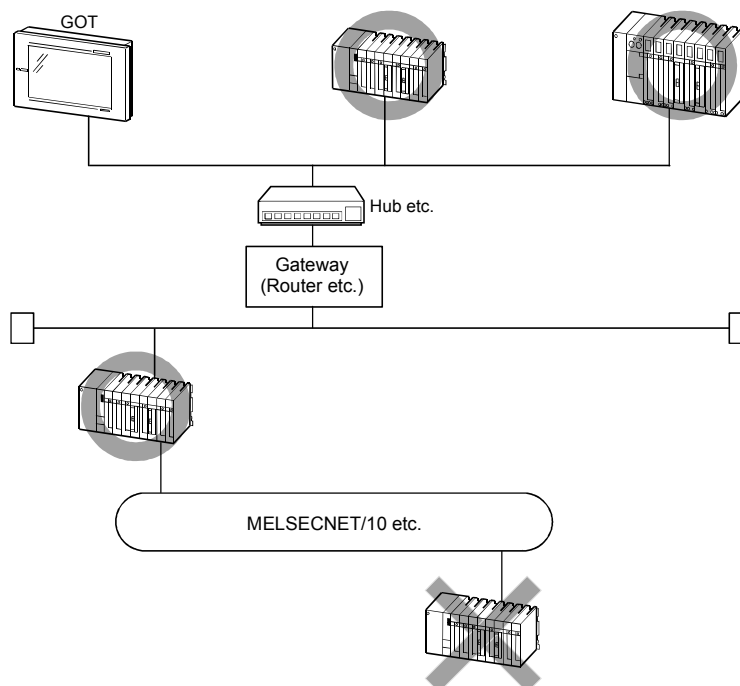 GOT
Hub etc.
Gateway
(Router etc.)
MELSECNET/10 etc.